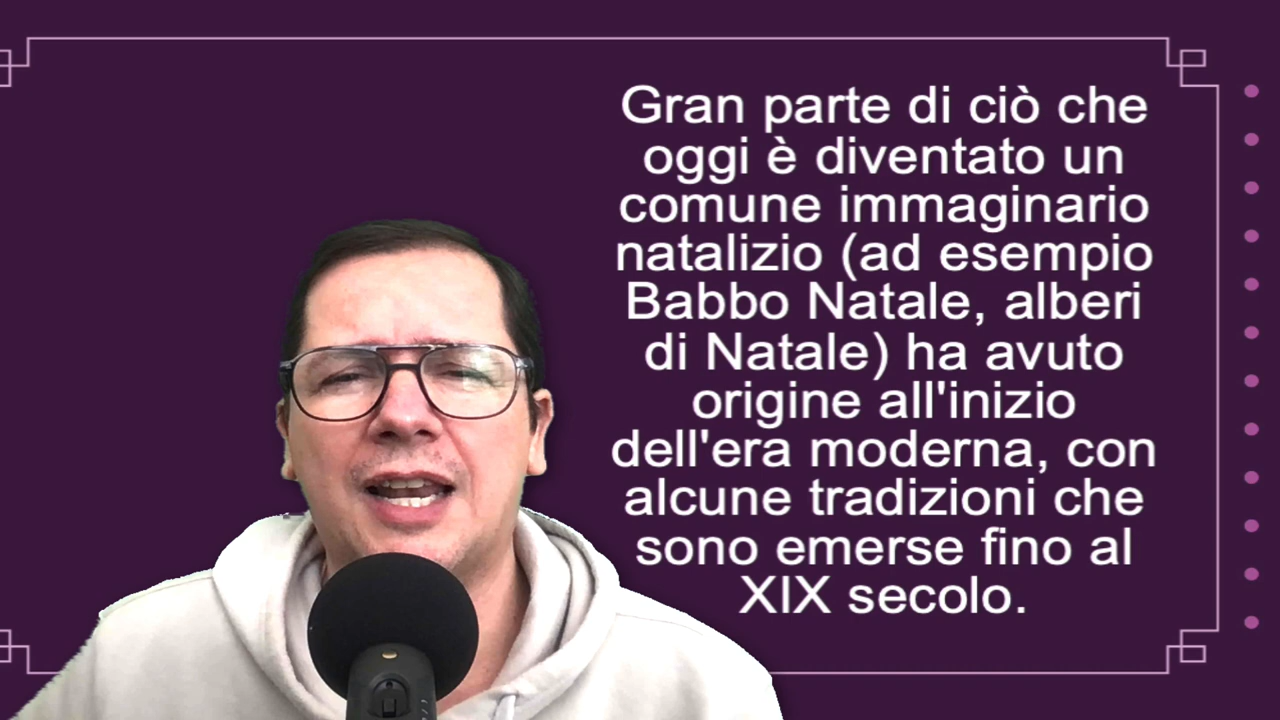 Gran parte di ciò che
oggi è diventato un
comune immaginario
natalizio (ad esempio
Babbo Natale, alberi
di Natale) ha avuto
origine all'inizio
dell'era moderna, con
alcune tradizioni che
sono emerse fino al
XIX secolo.